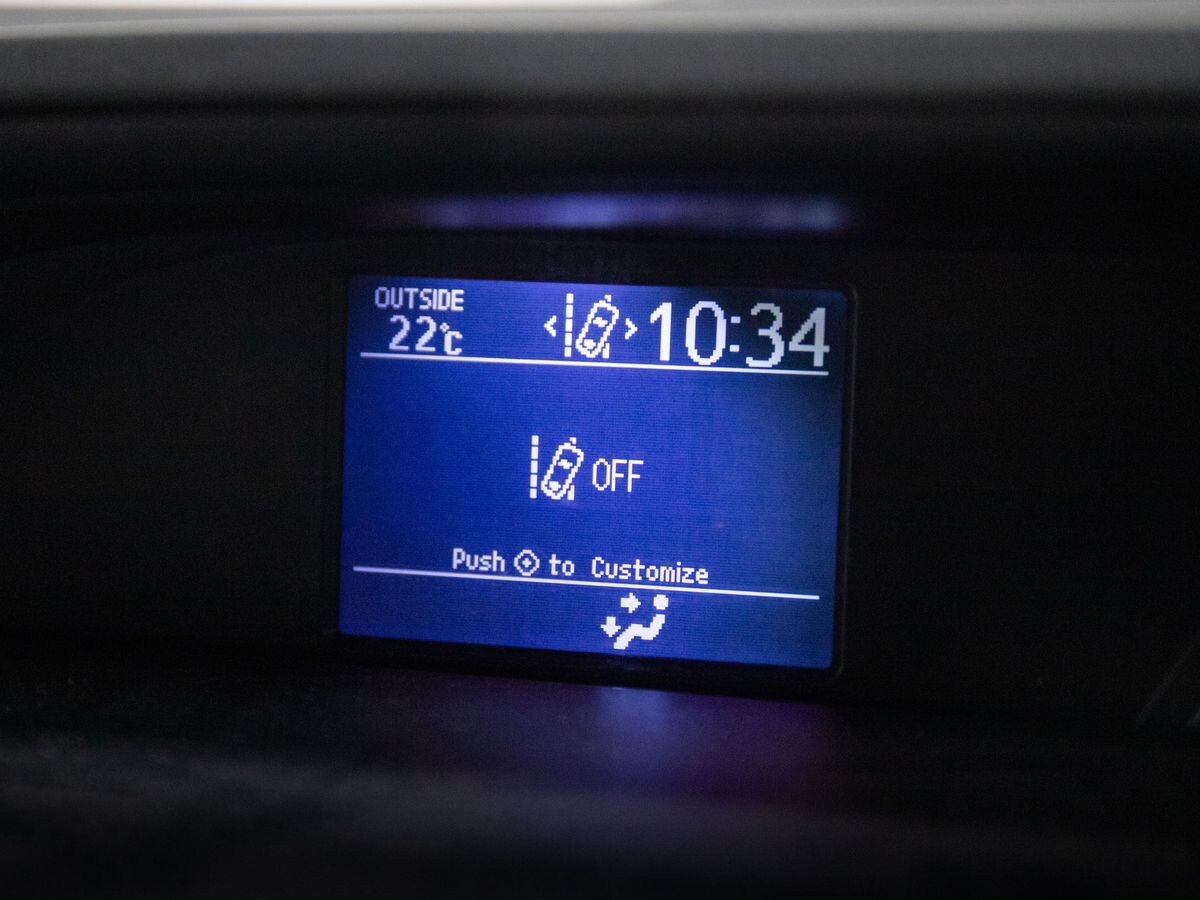 OUTSIDE
22°C
10:34
OFF
Push to Customize